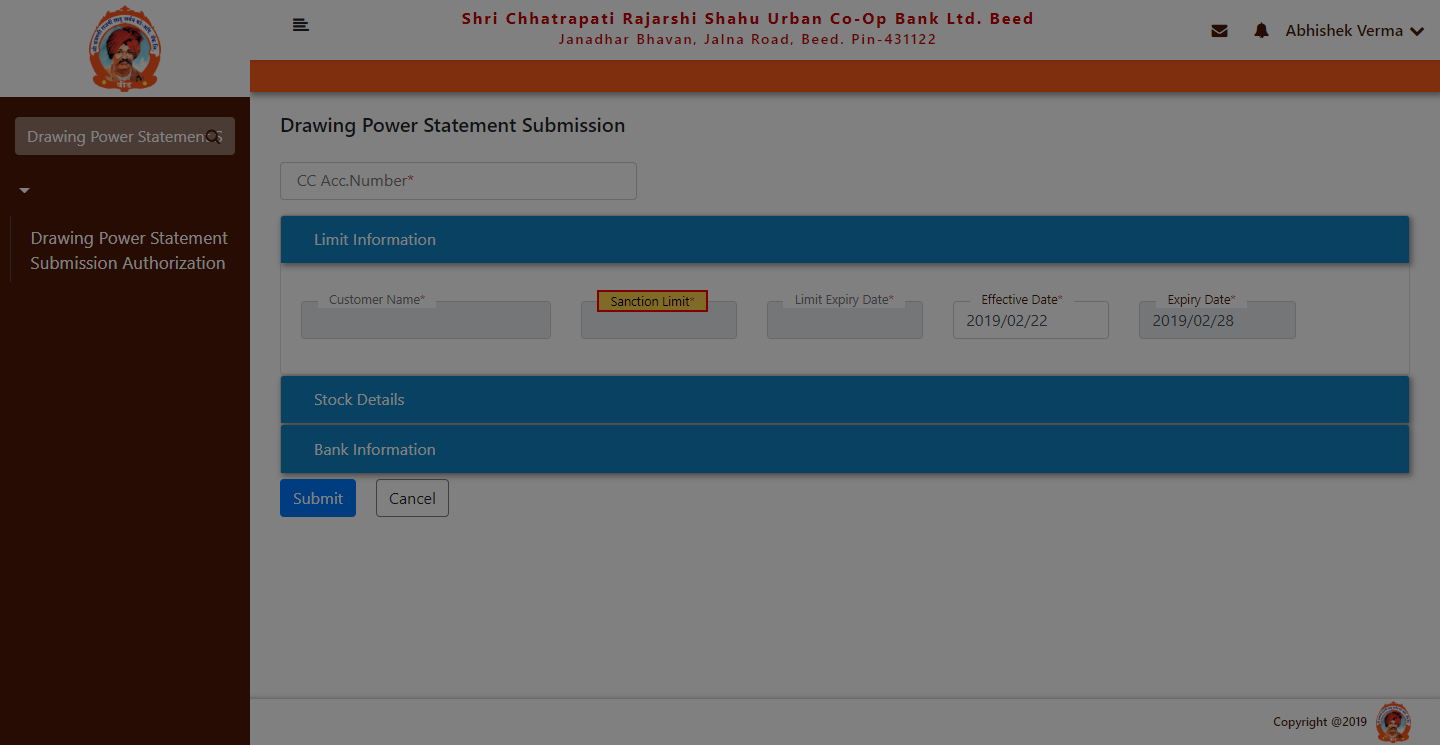 Shri Chhatrapati Rajarshi Shahu Urban Co-Op Bank Ltd. Beed
Janadhar Bhavan, Jalna Road, Beed. Pin-431122
Abhishek Verma
Drawing Power Statement S
Drawing Power Statement
Submission Authorization
Drawing Power Statement Submission
CC Acc.Number*
Limit Information
Customer Name*
Sanction Limit*
Limit Expiry Date*
Effective Date*
Expiry Date*
2019/02/22
2019/02/28
Stock Details
Bank Information
Submit
Cancel
Copyright @2019